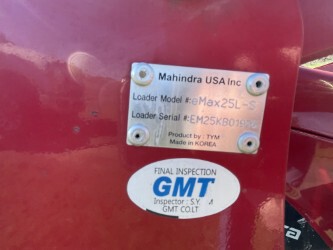 Mahindra USA Inc
Loader Model #: eMax25L-S
Loader Serial #:
Product by : TYM
Made in KOREA
FINAL INSPECTION
GMT
Inspector : S.Y
GMT CO.LT